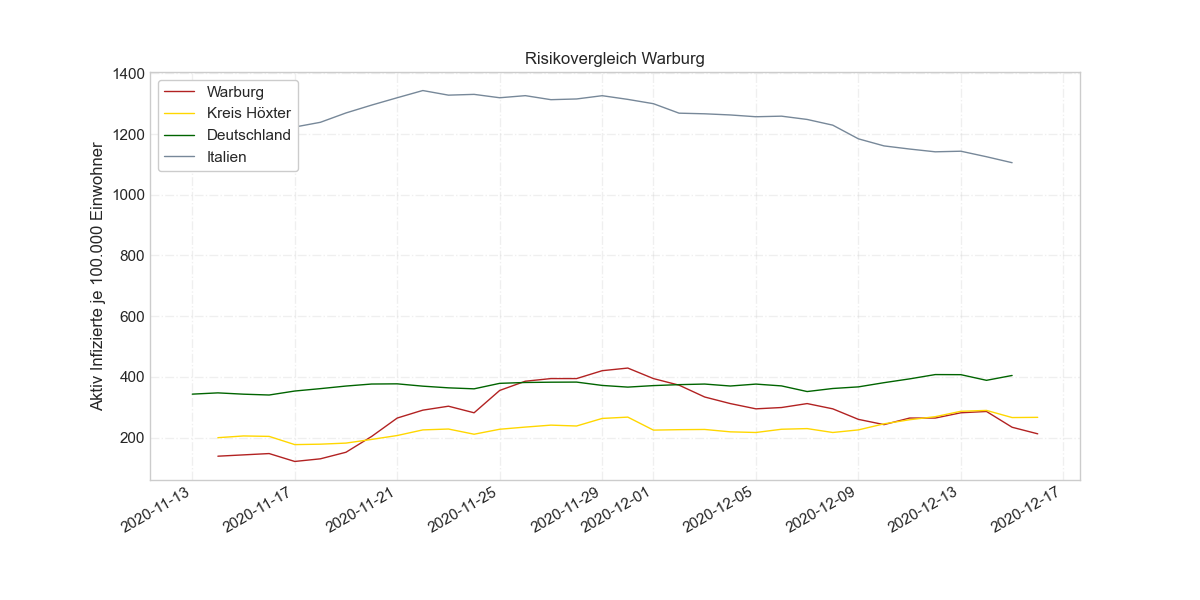 Risikovergleich Warburg
Aktiv Infizierte je 100.000 Einwohner
1400
1200
1000
800
600
400
200
Warburg
Kreis Höxter
Deutschland
Italien
2020-11-13
2020-11-17
2020-11-21
2020-11-25
2020-11-29
2020-12-01
2020-12-05
2020-12-09
2020-12-13
2020-12-17